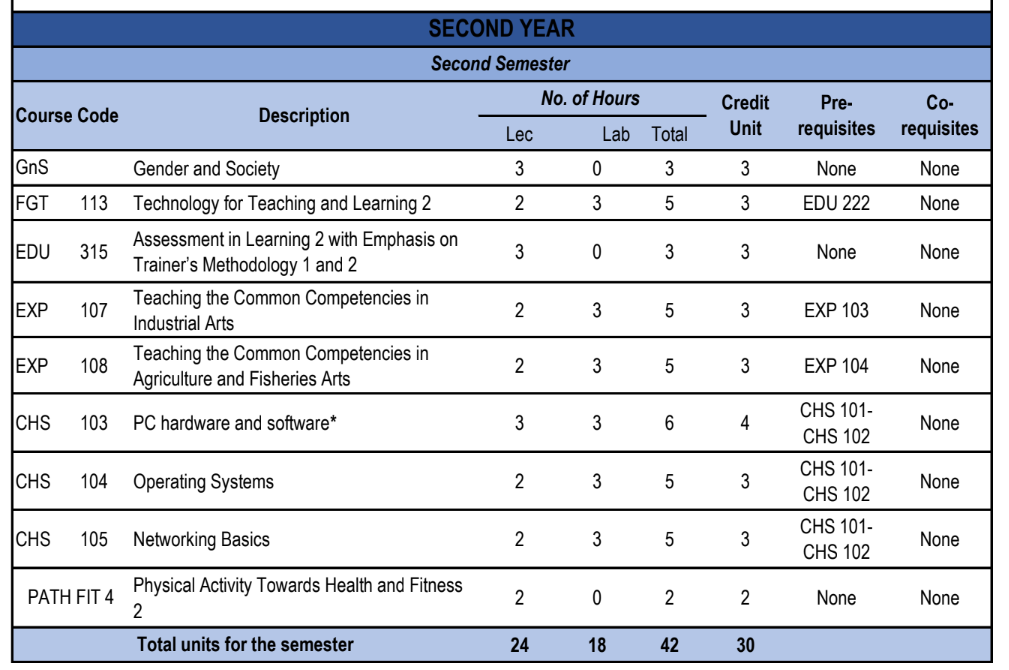 SECOND YEAR
Second Semester
Course Code Description No. of Hours Credit Unit Pre-requisites Co-requisites
Lec Lab Total
GnS Gender and Society 3 0 3 3 None None
FGT 113 Technology for Teaching and Learning 2 2 3 5 3 EDU 222 None
EDU 315 Assessment in Learning 2 with Emphasis on
Trainer's Methodology 1 and 2 3 0 3 3 None None
EXP 107 Teaching the Common Competencies in
Industrial Arts 2 3 5 3 EXP 103 None
EXP 108 Teaching the Common Competencies in
Agriculture and Fisheries Arts 2 3 5 3 EXP 104 None
CHS 103 PC hardware and software* 3 3 6 4 CHS 101-
CHS 102 None
CHS 104 Operating Systems 2 3 5 3 CHS 101-
CHS 102 None
CHS 105 Networking Basics 2 3 5 3 CHS 101-
CHS 102 None
PATH FIT 4 Physical Activity Towards Health and Fitness
2 2 0 2 2 None None
Total units for the semester 24 18 42 30